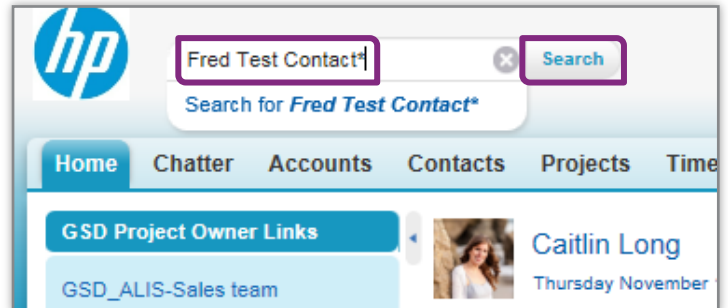 hp
Fred Test Contact*
Search
Search for Fred Test Contact*
Home Chatter Accounts Contacts Projects Time
GSD Project Owner Links
Caitlin Long
GSD_ALIS-Sales team
Thursday November